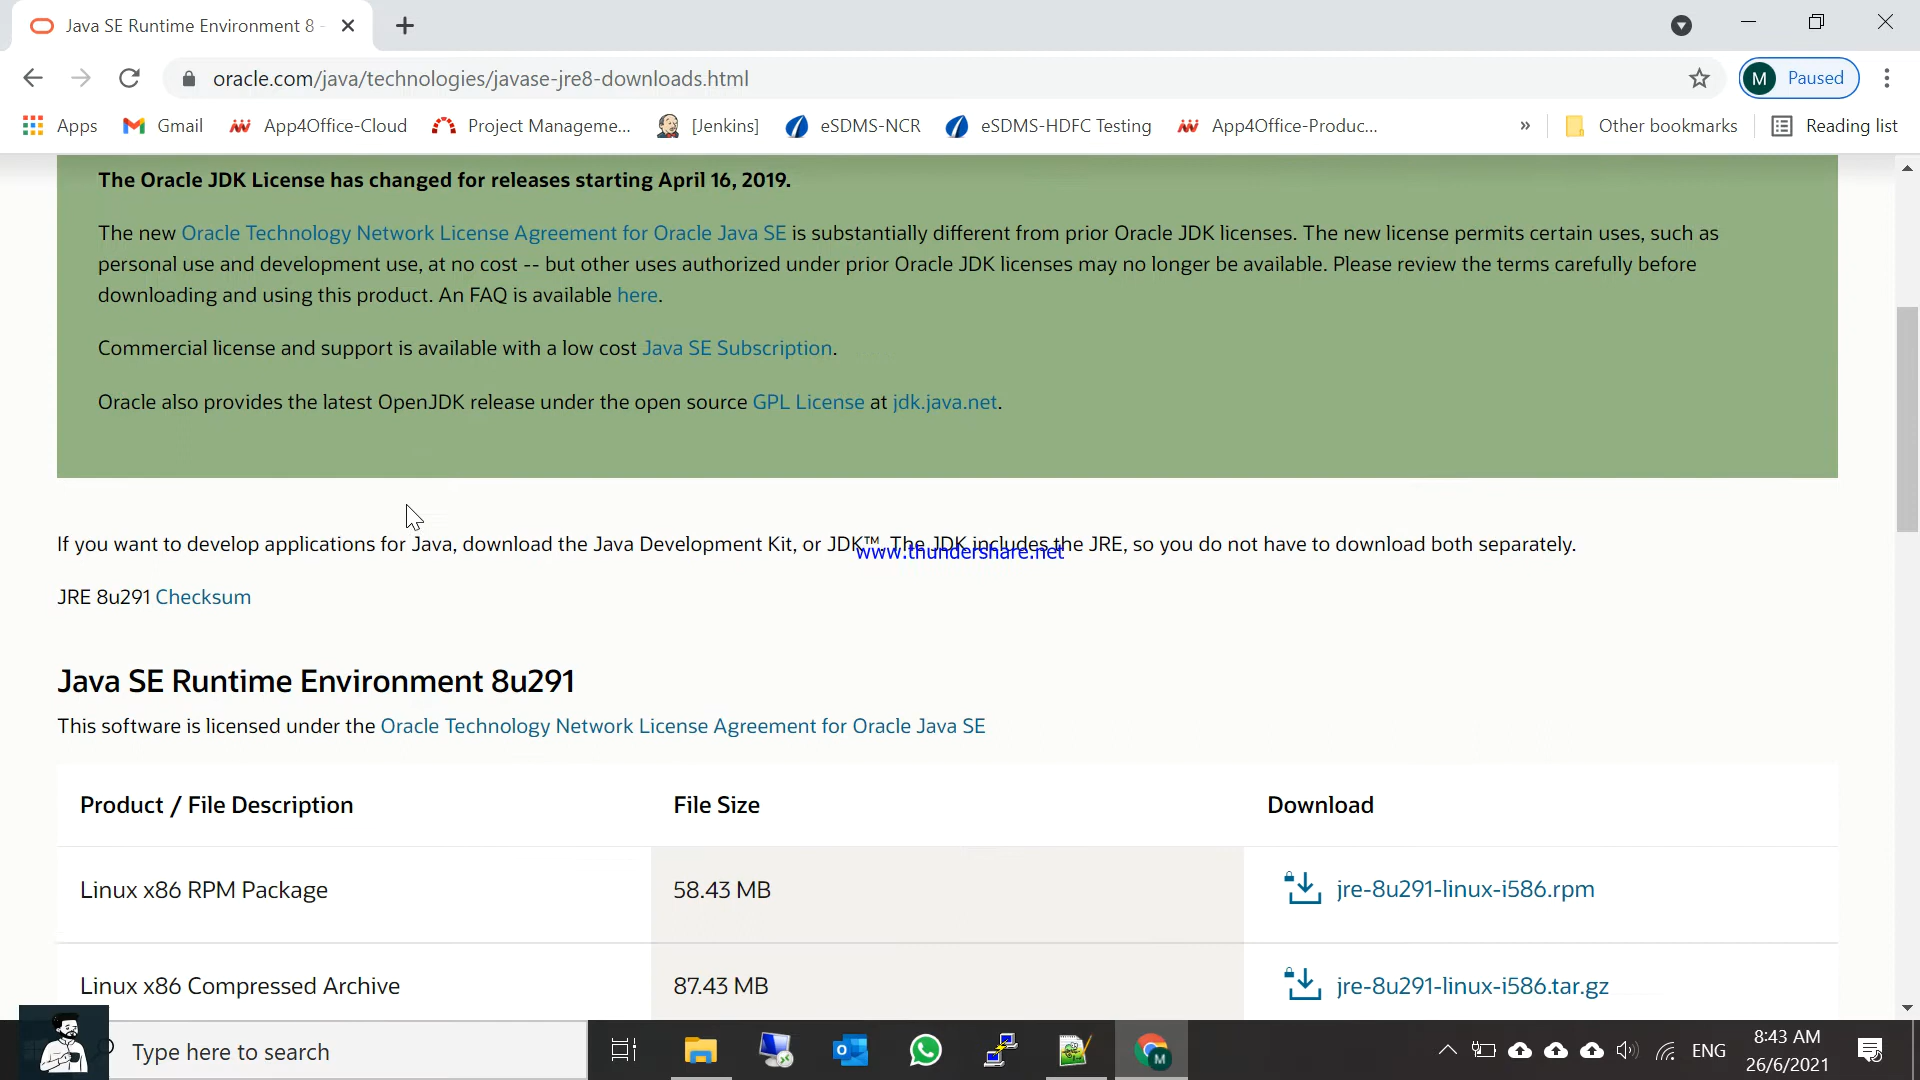 Java SE Runtime Environment 8 -
oracle.com/java/technologies/javase-jre8-downloads.html
M Paused
Apps Gmail App4Office-Cloud Project Manageme... [Jenkins] eSDMS-NCR eSDMS-HDFC Testing App4Office-Produc... » Other bookmarks Reading list
The Oracle JDK License has changed for releases starting April 16, 2019.
The new Oracle Technology Network License Agreement for Oracle Java SE is substantially different from prior Oracle JDK licenses. The new license permits certain uses, such as
personal use and development use, at no cost -- but other uses authorized under prior Oracle JDK licenses may no longer be available. Please review the terms carefully before
downloading and using this product. An FAQ is available here.
Commercial license and support is available with a low cost Java SE Subscription.
Oracle also provides the latest OpenJDK release under the open source GPL License at jdk.java.net.
If you want to develop applications for Java, download the Java Development Kit, or JDK™. The JDK includes the JRE, so you do not have to download both separately.
www.thundershare.net
JRE 8u291 Checksum
Java SE Runtime Environment 8u291
This software is licensed under the Oracle Technology Network License Agreement for Oracle Java SE
Product / File Description File Size Download
Linux x86 RPM Package 58.43 MB jre-8u291-linux-i586.rpm
Linux x86 Compressed Archive 87.43 MB jre-8u291-linux-i586.tar.gz
Type here to search
M
ENG
8:43 AM
26/6/2021